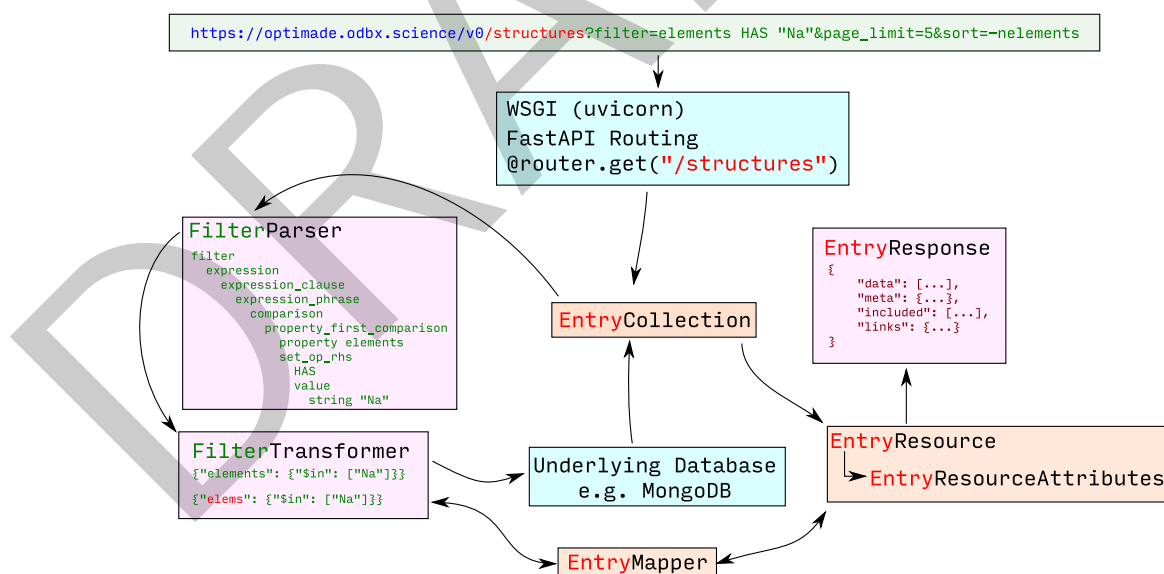 https://optimade.odbx.science/v0/structures?filter=elements HAS "Na"&page_limit=5&sort=-nelements
WSGI (uvicorn)
FastAPI Routing
@router.get("/structures")
FilterParser
filter
expression
expression_clause
expression_phrase
comparison
property_first_comparison
property elements
set_op_rhs
HAS
value
string "Na"
EntryCollection
EntryResponse
{
"data": [...],
"meta": {...},
"included": [...],
"links": {...}
}
FilterTransformer
{"elements": {"$in": ["Na"]}}
{"elems": {"$in": ["Na"]}}
Underlying Database
e.g. MongoDB
EntryResource
EntryResourceAttributes
EntryMapper
DRA